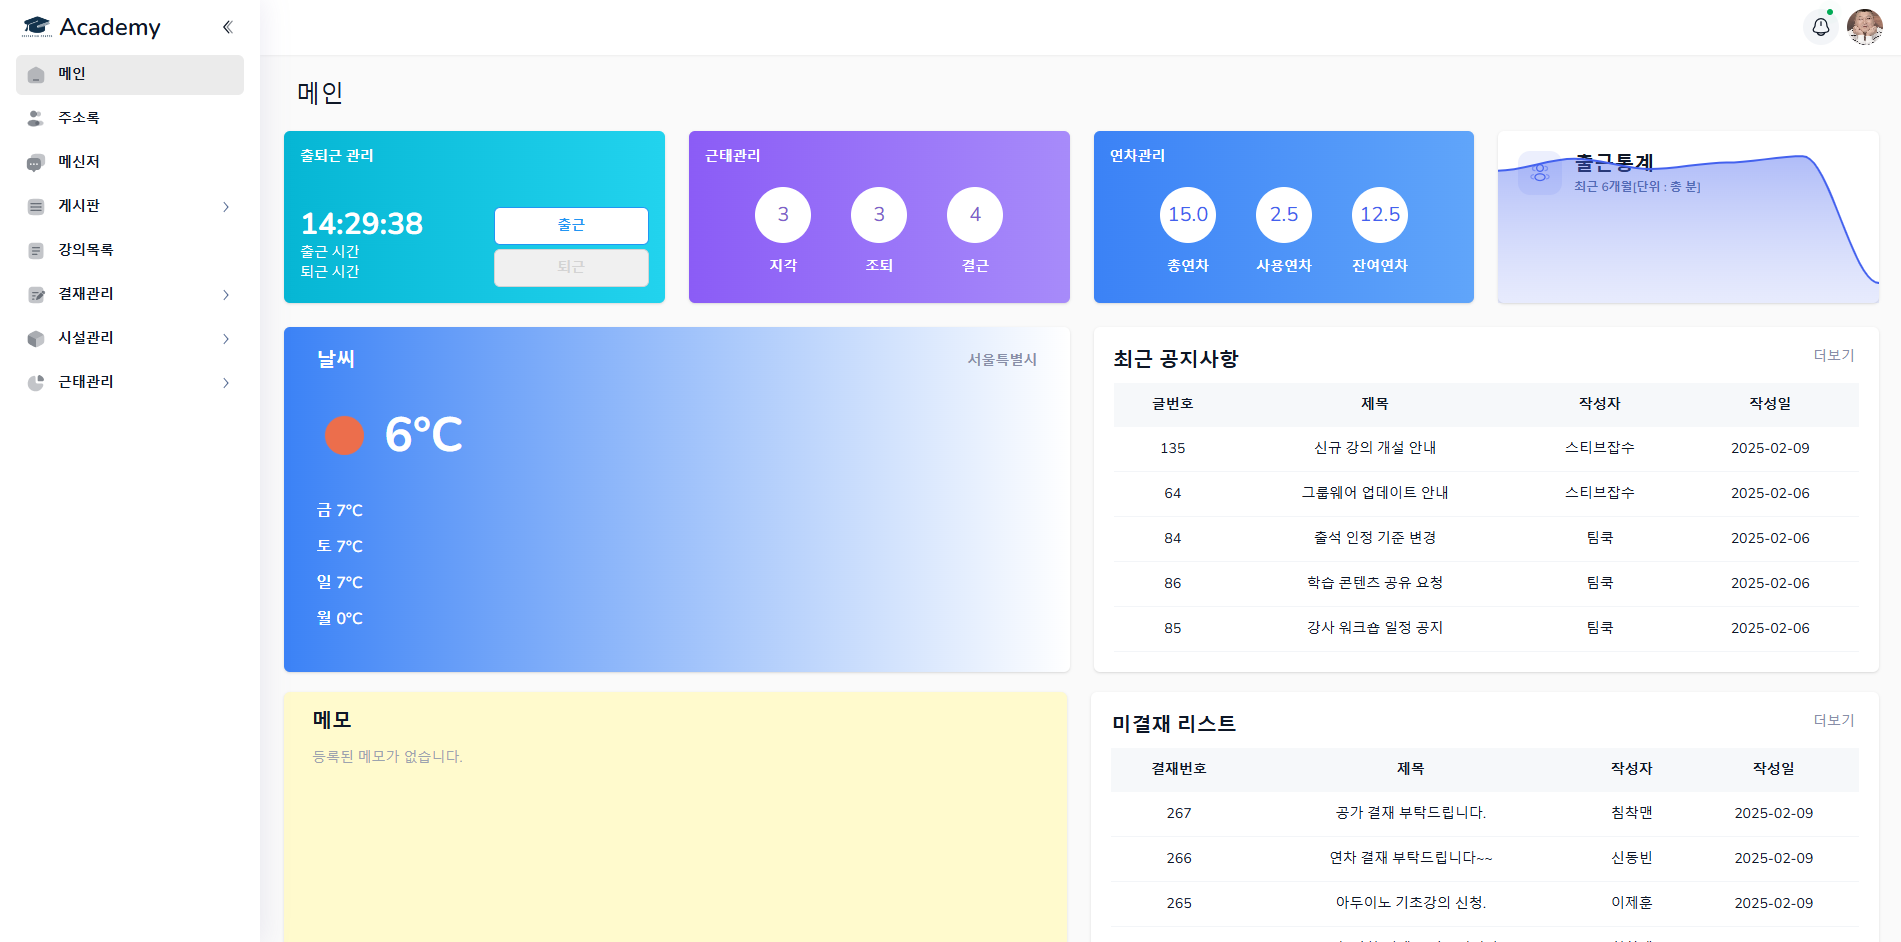 Academy
메인
주소록
메신저
게시판
강의목록
결재관리
시설관리
근태관리
메인
출퇴근 관리
14:29:38
출근 시간
퇴근 시간
출근
퇴근
근태관리
3 3 4
지각 조퇴 결근
연차관리
15.0 2.5 12.5
총연차 사용연차 잔여연차
출근통계
최근 6개월[단위 : 총 분]
날씨 서울특별시
6°C
금 7°C
토 7°C
일 7°C
월 0°C
최근 공지사항 더보기
글번호 제목 작성자 작성일
135 신규 강의 개설 안내 스티브잡수 2025-02-09
64 그룹웨어 업데이트 안내 스티브잡수 2025-02-06
84 출석 인정 기준 변경 팀쿡 2025-02-06
86 학습 콘텐츠 공유 요청 팀쿡 2025-02-06
85 강사 워크숍 일정 공지 팀쿡 2025-02-06
메모
등록된 메모가 없습니다.
미결재 리스트 더보기
결재번호 제목 작성자 작성일
267 공가 결재 부탁드립니다. 침착맨 2025-02-09
266 연차 결재 부탁드립니다~~ 신동빈 2025-02-09
265 아두이노 기초강의 신청. 이제훈 2025-02-09